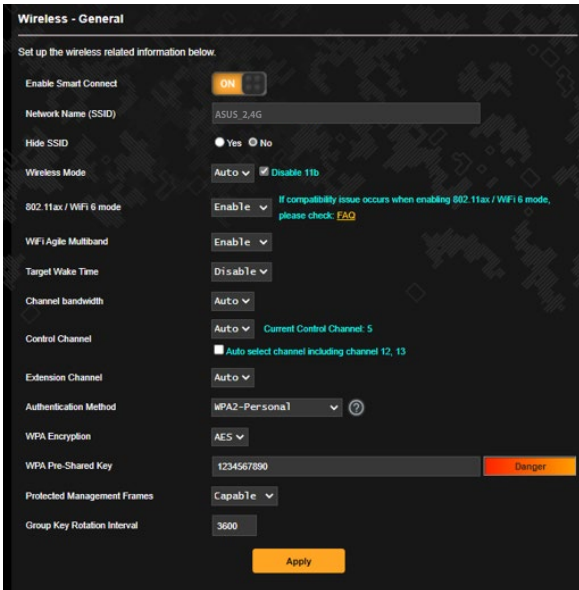 Wireless - General
Set up the wireless related information below.
Enable Smart Connect ON
Network Name (SSID) ASUS_2,4G
Hide SSID Yes No
Wireless Mode Auto Disable 11b
802.11ax / WiFi 6 mode Enable If compatibility issue occurs when enabling 802.11ax / WiFi 6 mode,
please check: FAQ
WiFi Agile Multiband Enable
Target Wake Time Disable
Channel bandwidth Auto
Control Channel Auto Current Control Channel: 5
Auto select channel including channel 12, 13
Extension Channel Auto
Authentication Method WPA2-Personal ?
WPA Encryption AES
WPA Pre-Shared Key 1234567890 Danger
Protected Management Frames Capable
Group Key Rotation Interval 3600
Apply